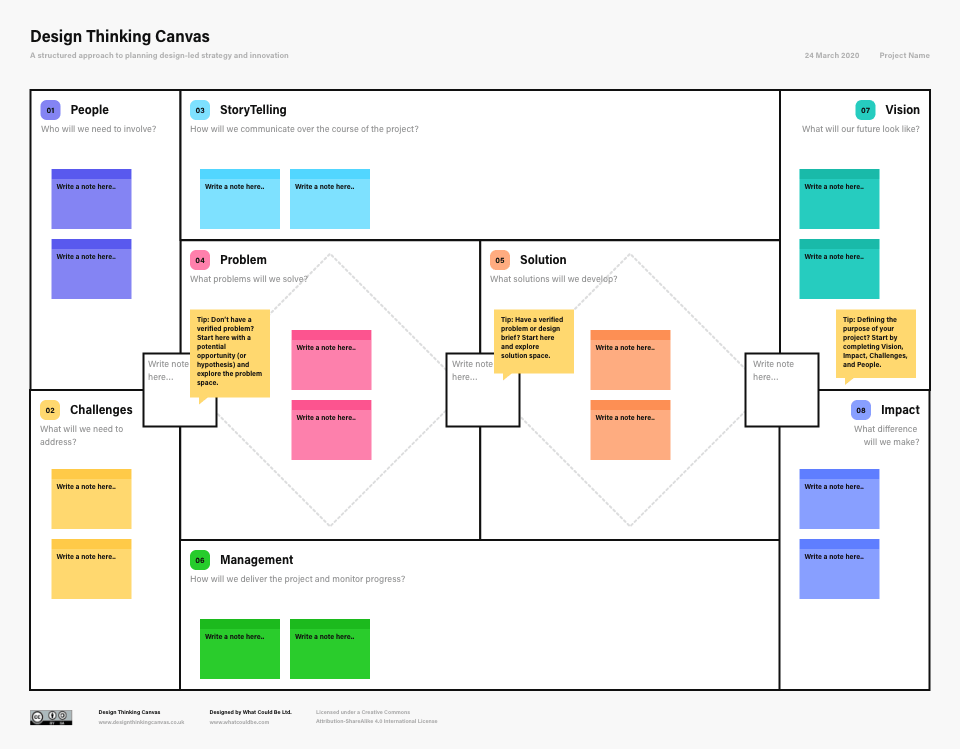 Design Thinking Canvas
A structured approach to planning design-led strategy and innovation
24 March 2020
Project Name
01
People
Who will we need to involve?
Write a note here..
Write a note here..
03
StoryTelling
How will we communicate over the course of the project?
Write a note here..
Write a note here..
07
Vision
What will our future look like?
Write a note here..
Write a note here..
Tip: Defining the
purpose of your
project? Start by
completing Vision,
Impact, Challenges,
and People.
04
Problem
What problems will we solve?
Tip: Don't have a
verified problem?
Start here with a
potential
opportunity (or
hypothesis) and
explore the problem
space.
Write a note here..
Write a note here..
05
Solution
What solutions will we develop?
Tip: Have a verified
problem or design
brief? Start here
and explore
solution space.
Write a note here..
Write a note here..
Write note
here...
Write note
here...
Write note
here...
02
Challenges
What will we need to
address?
Write a note here..
Write a note here..
08
Impact
What difference
will we make?
Write a note here..
Write a note here..
06
Management
How will we deliver the project and monitor progress?
Write a note here..
Write a note here..
cc
BY SA
Design Thinking Canvas
www.designthinkingcanvas.co.uk
Designed by What Could Be Ltd.
www.whatcouldbe.com
Licensed under a Creative Commons
Attribution-ShareAlike 4.0 International License